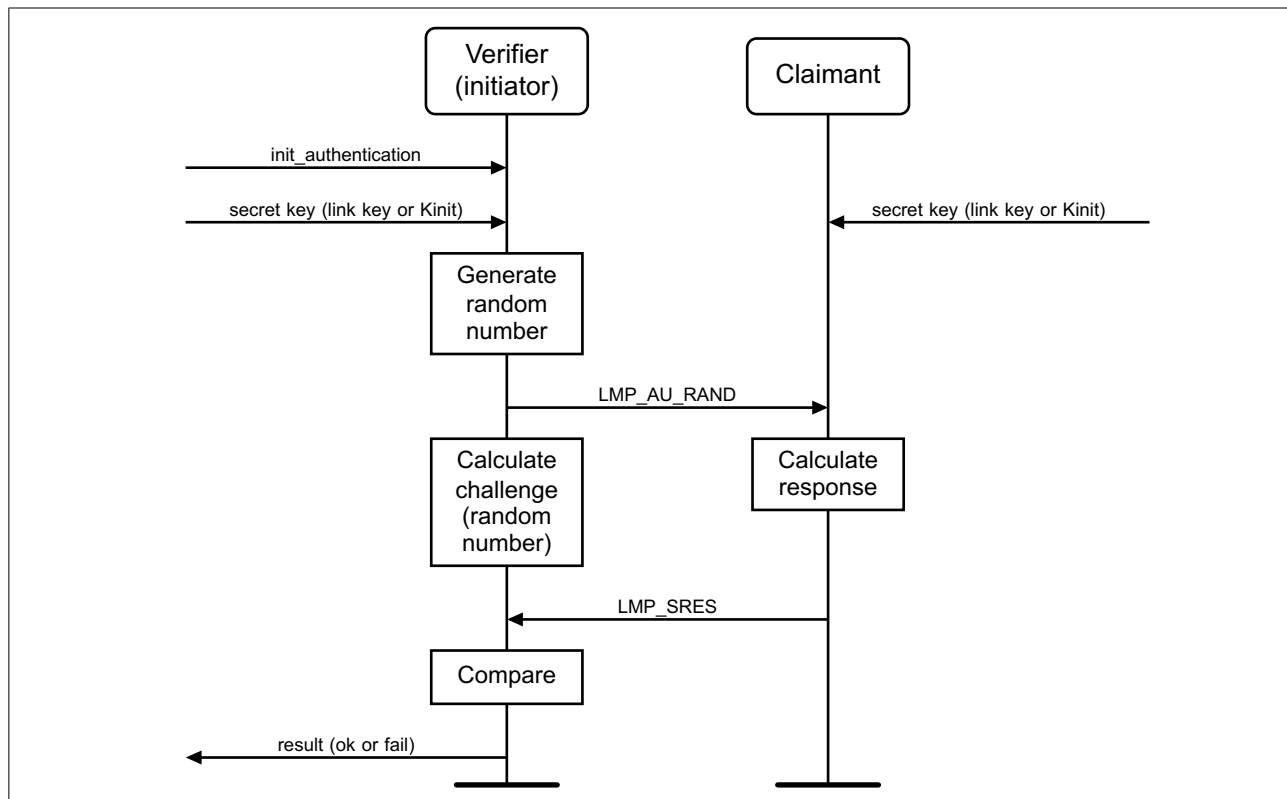 Verifier
(initiator)
Claimant
init_authentication
secret key (link key or Kinit)
secret key (link key or Kinit)
Generate
random
number
LMP_AU_RAND
Calculate
challenge
(random
number)
Calculate
response
LMP_SRES
Compare
result (ok or fail)